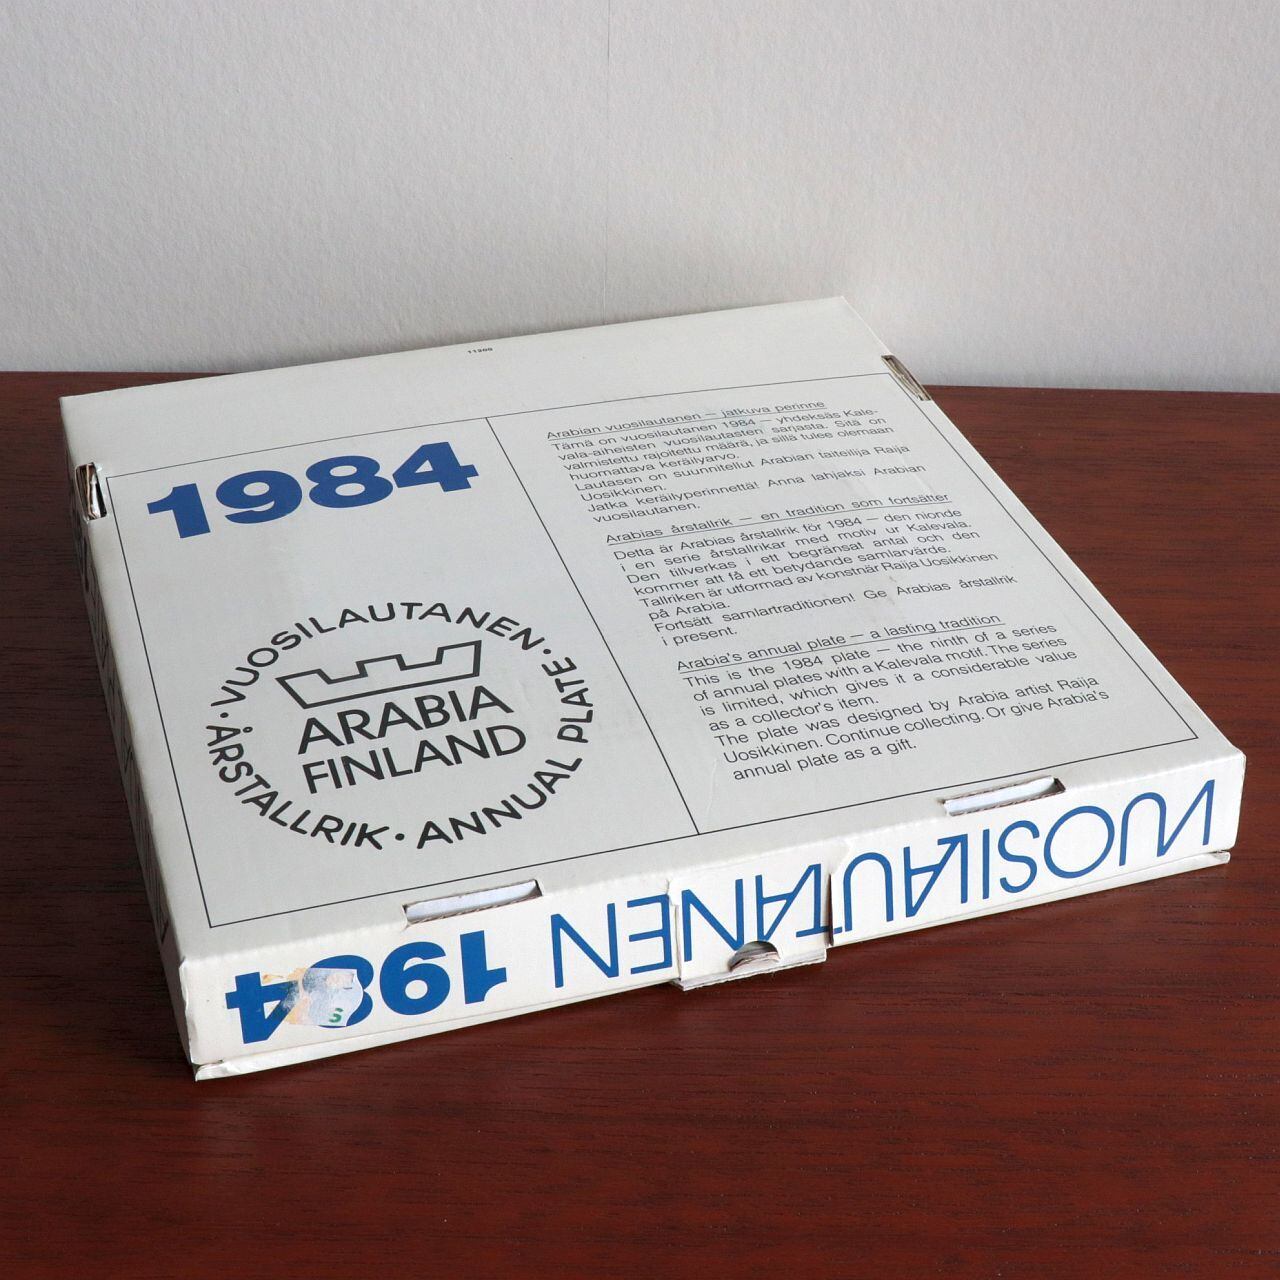 11200
1984
VUOSILAUTANEN · ANNUAL PLATE · ÅRSTALLRIK ·
ARABIA
FINLAND
Arabian vuosilautanen – jatkuva perinne
Tämä on vuosilautanen 1984 – yhdeksäs Kale-
vala-aiheisten vuosilautasten sarjasta. Sitä on
valmistettu rajoitettu määrä, ja sillä tulee olemaan
huomattava keräilyarvo.
Lautasen on suunnitellut Arabian taiteilija Raija
Uosikkinen.
Jatka keräilyperinnettä! Anna lahjaksi Arabian
vuosilautanen.
Arabias årstallrik – en tradition som fortsätter
Detta är Arabias årstallrik för 1984 – den nionde
i en serie årstallrikar med motiv ur Kalevala.
Den tillverkas i ett begränsat antal och den
kommer att få ett betydande samlarvärde.
Tallriken är utformad av konstnär Raija Uosikkinen
på Arabia.
Fortsätt samlartraditionen! Ge Arabias årstallrik
i present.
Arabia's annual plate – a lasting tradition
This is the 1984 plate – the ninth of a series
of annual plates with a Kalevala motif. The series
is limited, which gives it a considerable value
as a collector's item.
The plate was designed by Arabia artist Raija
Uosikkinen. Continue collecting. Or give Arabia's
annual plate as a gift.
VUOSILAUTANEN 1984